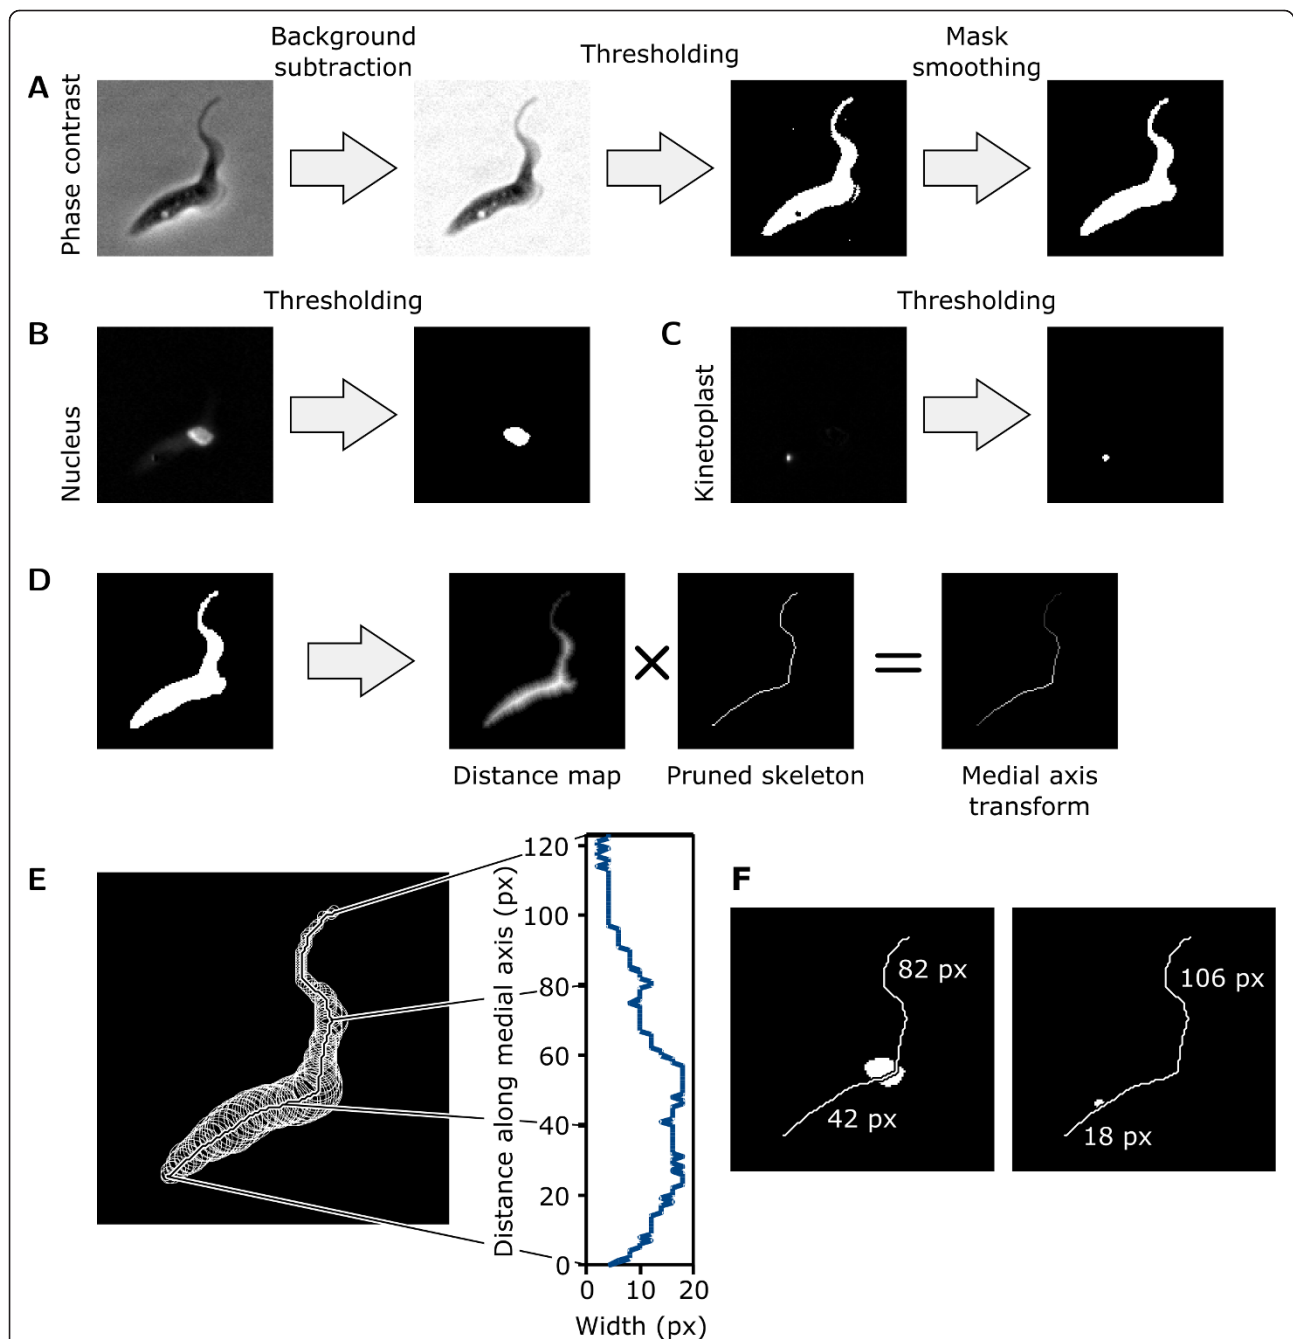 Background
subtraction
Thresholding
Mask
smoothing
A
Phase contrast
Thresholding
Thresholding
B
Nucleus
C
Kinetoplast
D
Distance map
Pruned skeleton
Medial axis
transform
E
Distance along medial axis (px)
120
100
80
60
40
20
0
0 10 20
Width (px)
F
82 px
42 px
106 px
18 px